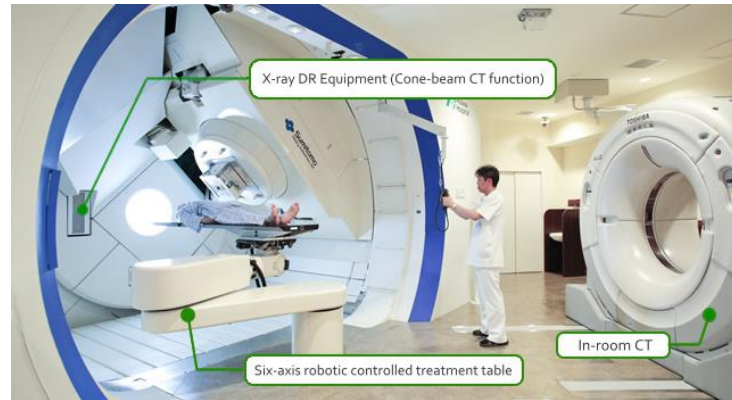 X-ray DR Equipment (Cone-beam CT function)
Sumitomo
TOSHIBA
In-room CT
Six-axis robotic controlled treatment table